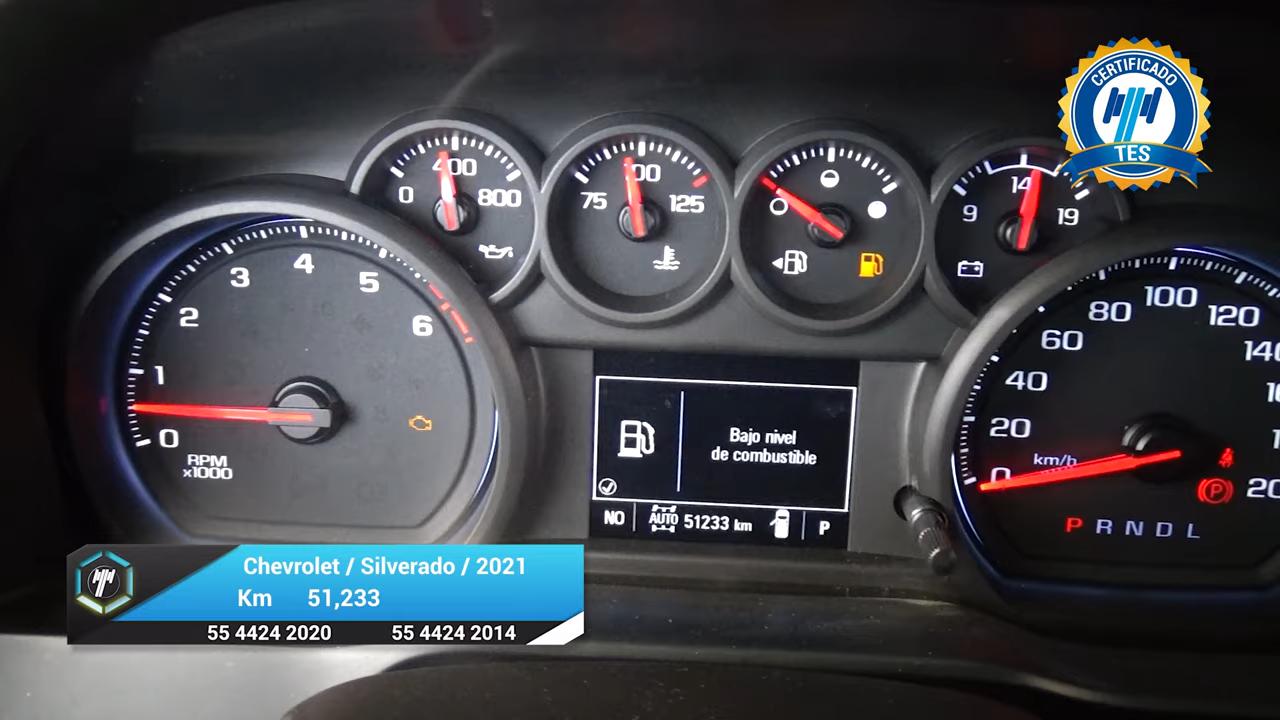 CERTIFICADO
TES
0 400 800
75 100 125
9 14 19
0 1 2 3 4 5 6
RPM
x1000
0 20 40 60 80 100 120
km/h
P R N D L
Bajo nivel
de combustible
NO AUTO 51233 km P
Chevrolet / Silverado / 2021
Km 51,233
55 4424 2020 55 4424 2014